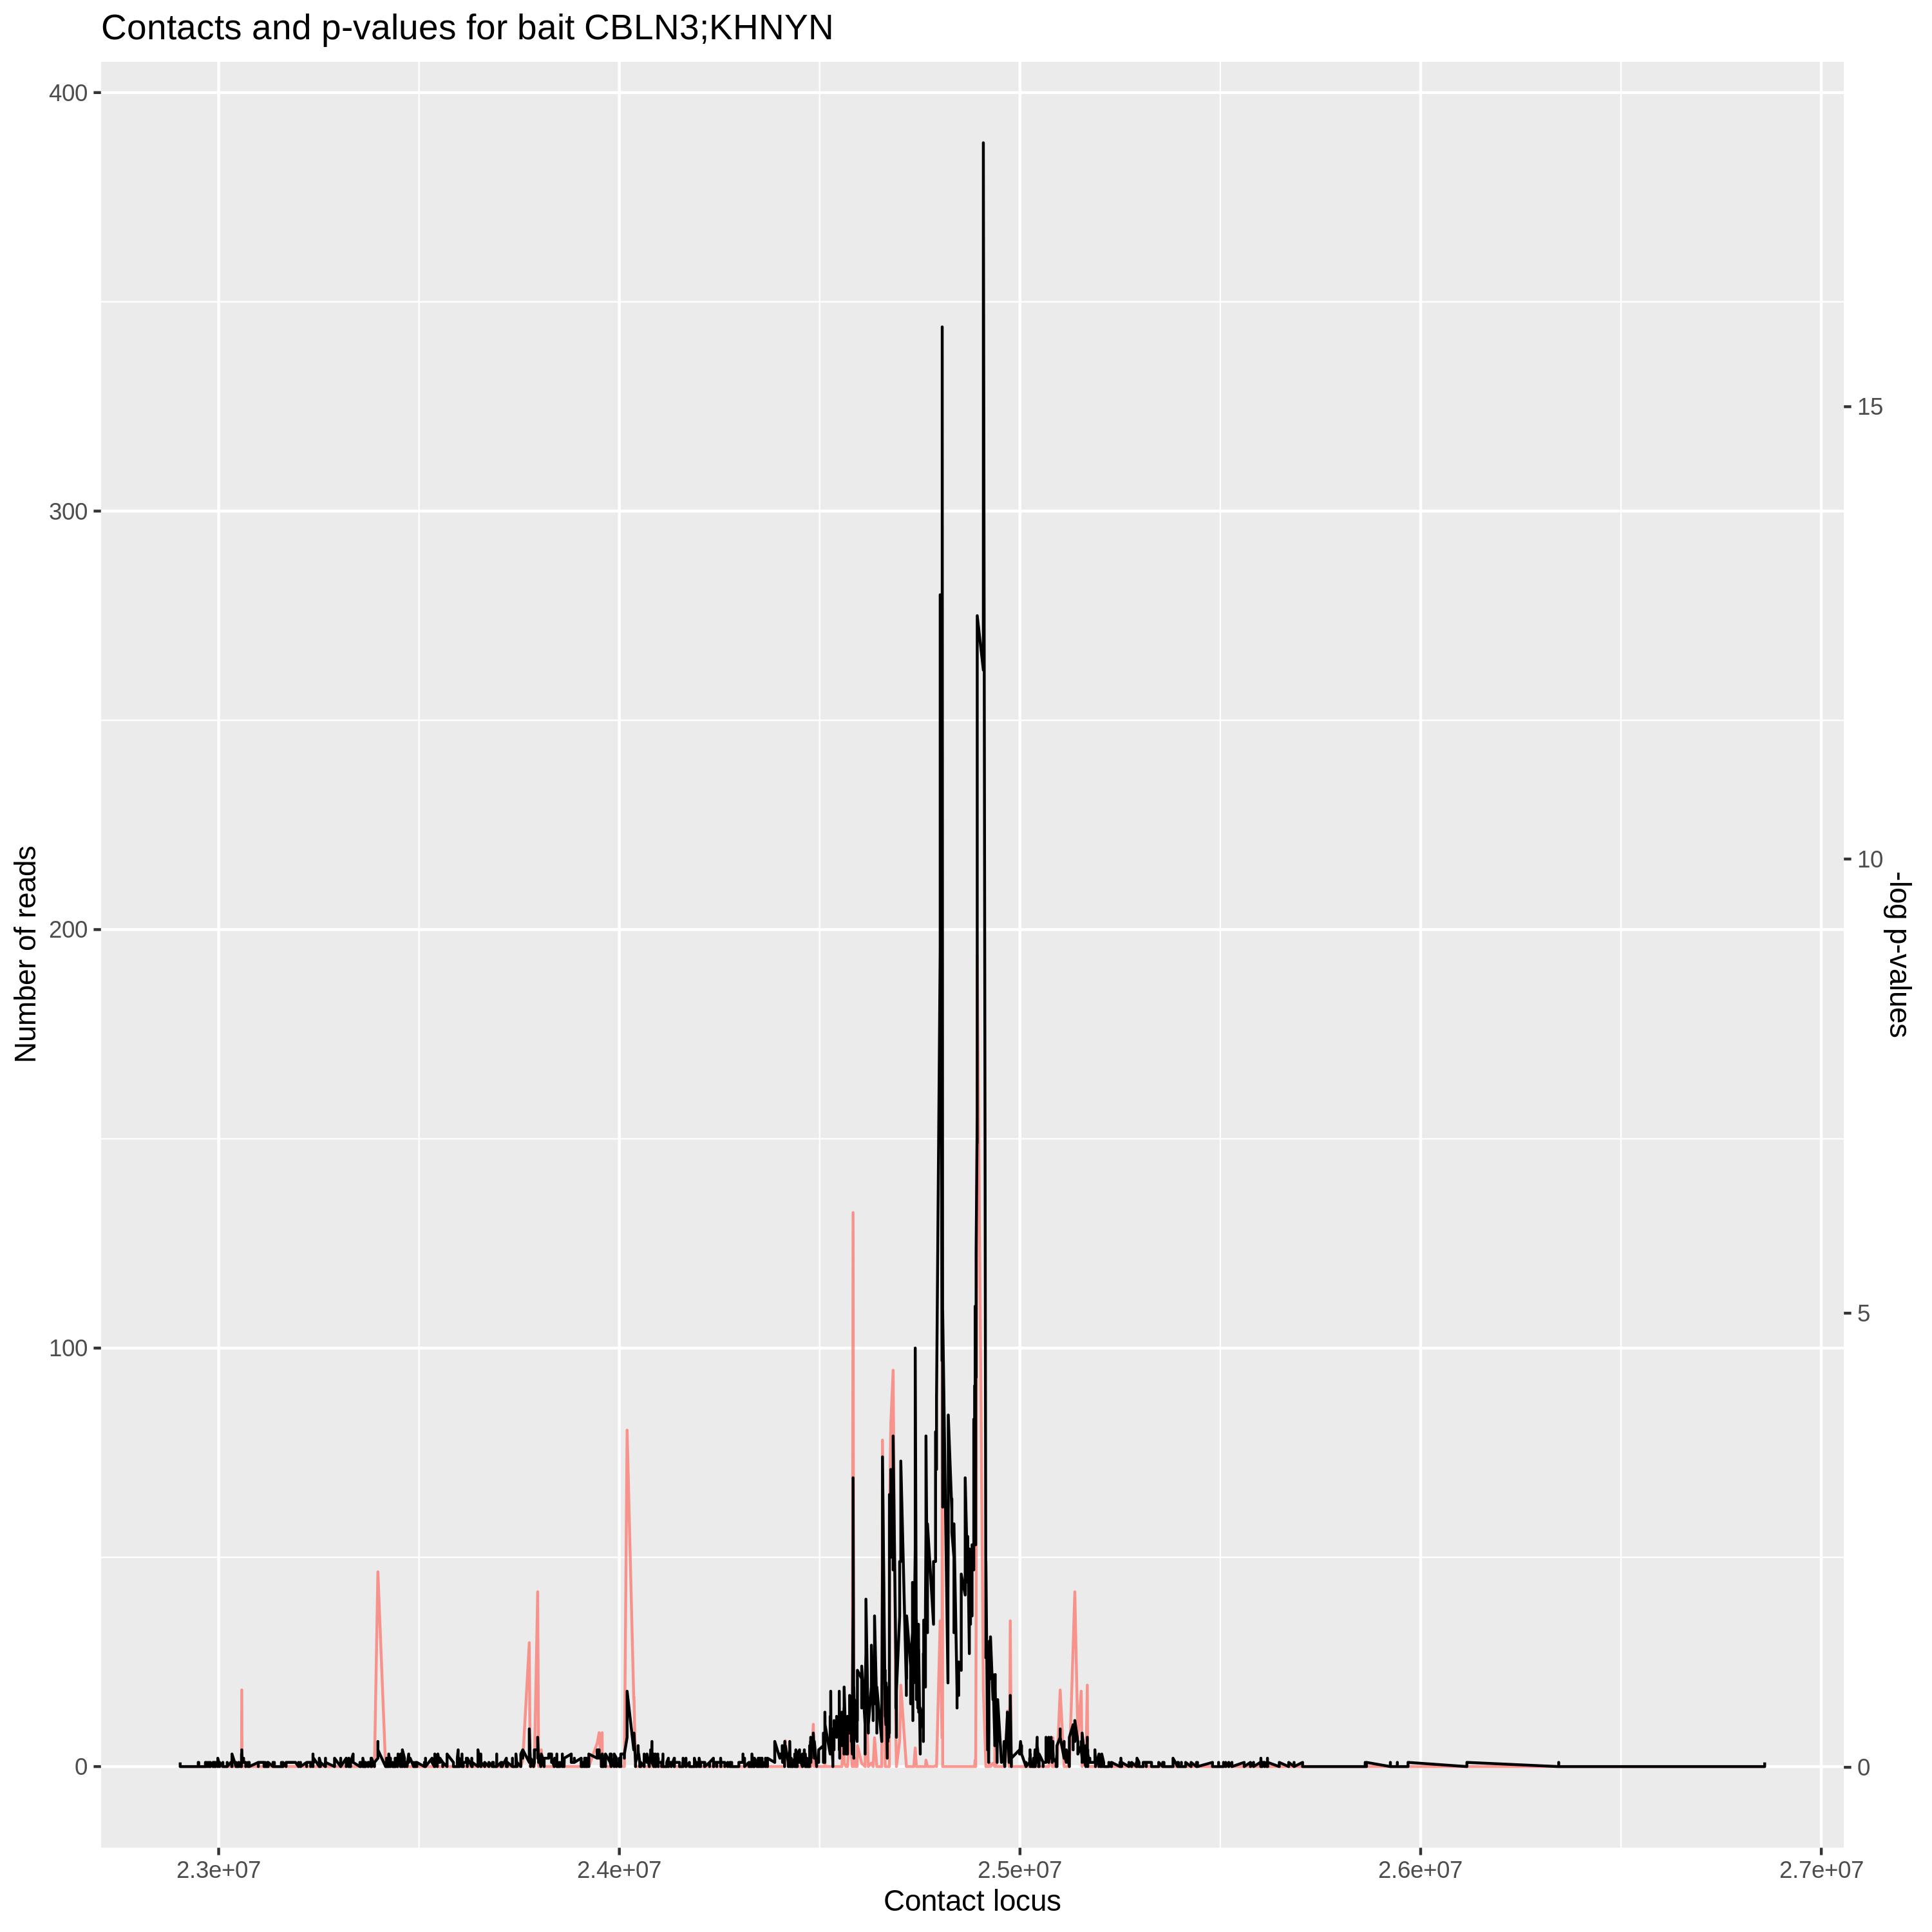 Contacts and p-values for bait CBLN3;KHNYN
400
300
200
100
0
Number of reads
15
10
5
0
-log p-values
2.3e+07 2.4e+07 2.5e+07 2.6e+07 2.7e+07
Contact locus